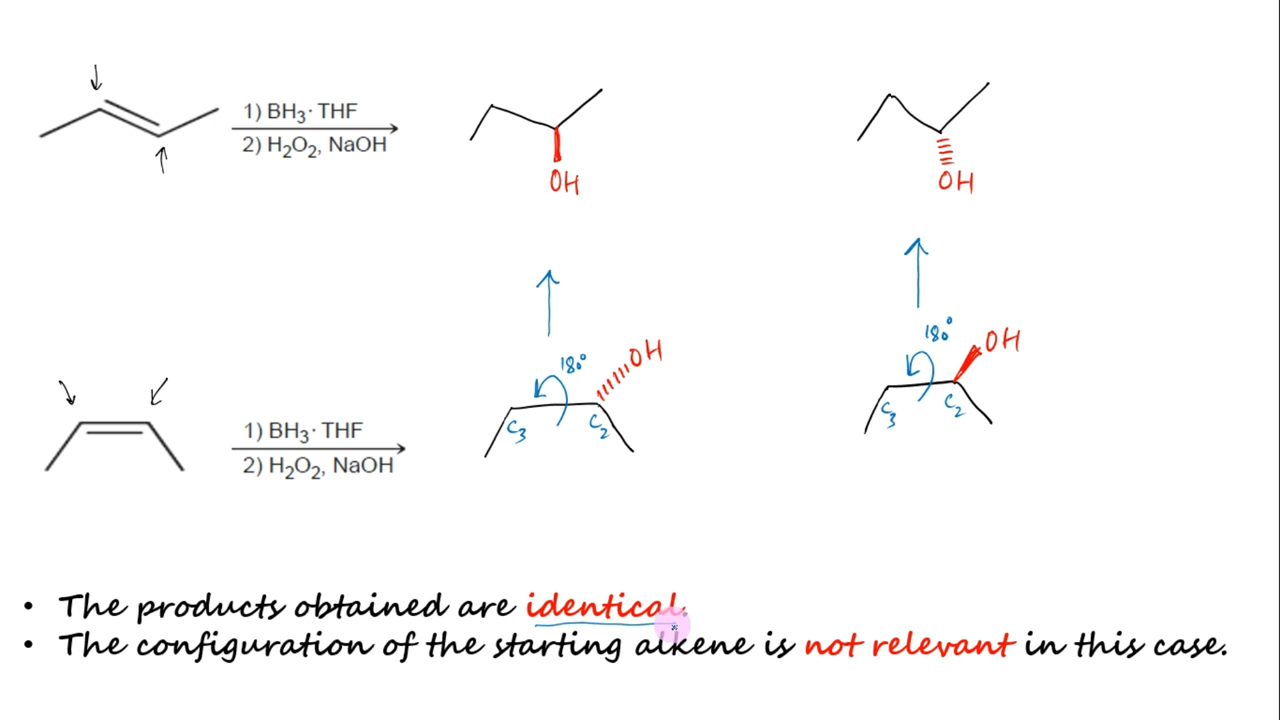 1) BH₃· THF
2) H₂O₂, NaOH
OH
OH
180°
OH
C₃
C₂
180°
OH
C₃
C₂
1) BH₃· THF
2) H₂O₂, NaOH
• The products obtained are identical.
• The configuration of the starting alkene is not relevant in this case.